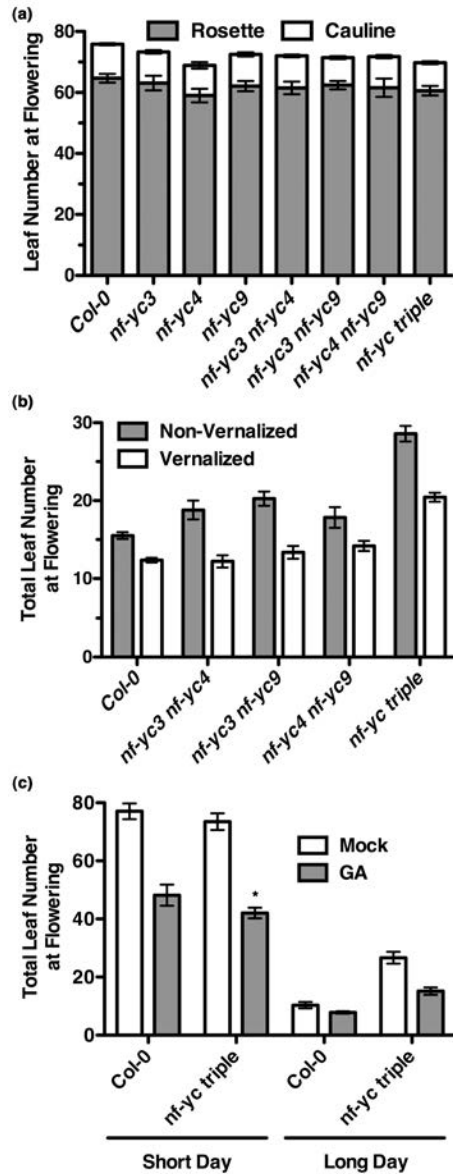 (a)
Rosette Cauline
Leaf Number at Flowering
80
60
40
20
0
Col-0
nf-yc3
nf-yc4
nf-yc9
nf-yc3 nf-yc4
nf-yc3 nf-yc9
nf-yc4 nf-yc9
nf-yc triple
(b)
Non-Vernalized
Vernalized
Total Leaf Number
at Flowering
30
20
10
0
Col-0
nf-yc3 nf-yc4
nf-yc3 nf-yc9
nf-yc4 nf-yc9
nf-yc triple
(c)
Mock
GA
Total Leaf Number
at Flowering
80
60
40
20
0
*
Col-0
nf-yc triple
Col-0
nf-yc triple
Short Day Long Day